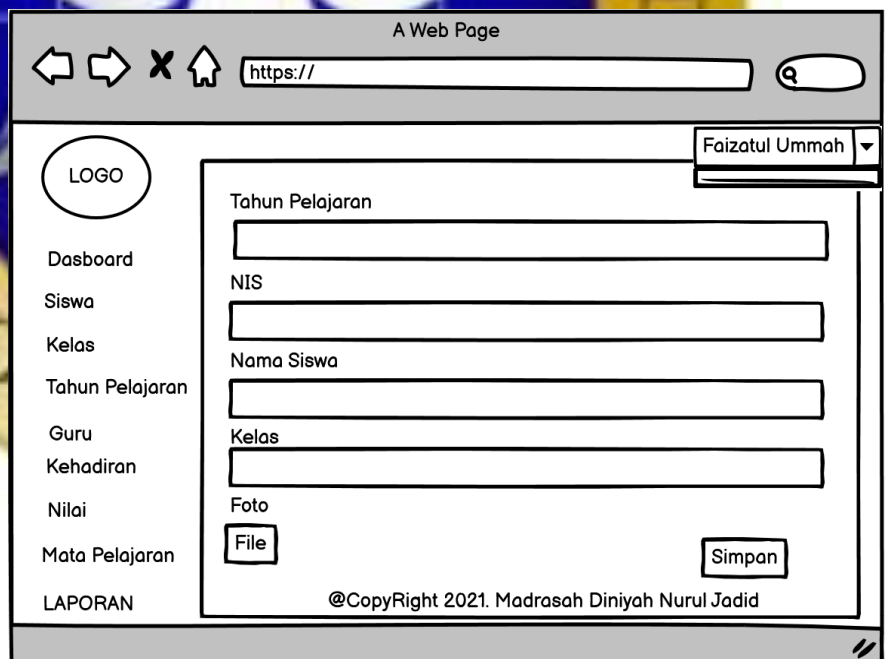 A Web Page
https://
Faizatul Ummah
LOGO
Dasboard
Siswa
Kelas
Tahun Pelajaran
Guru
Kehadiran
Nilai
Mata Pelajaran
LAPORAN
Tahun Pelajaran
NIS
Nama Siswa
Kelas
Foto
File
Simpan
@CopyRight 2021. Madrasah Diniyah Nurul Jadid